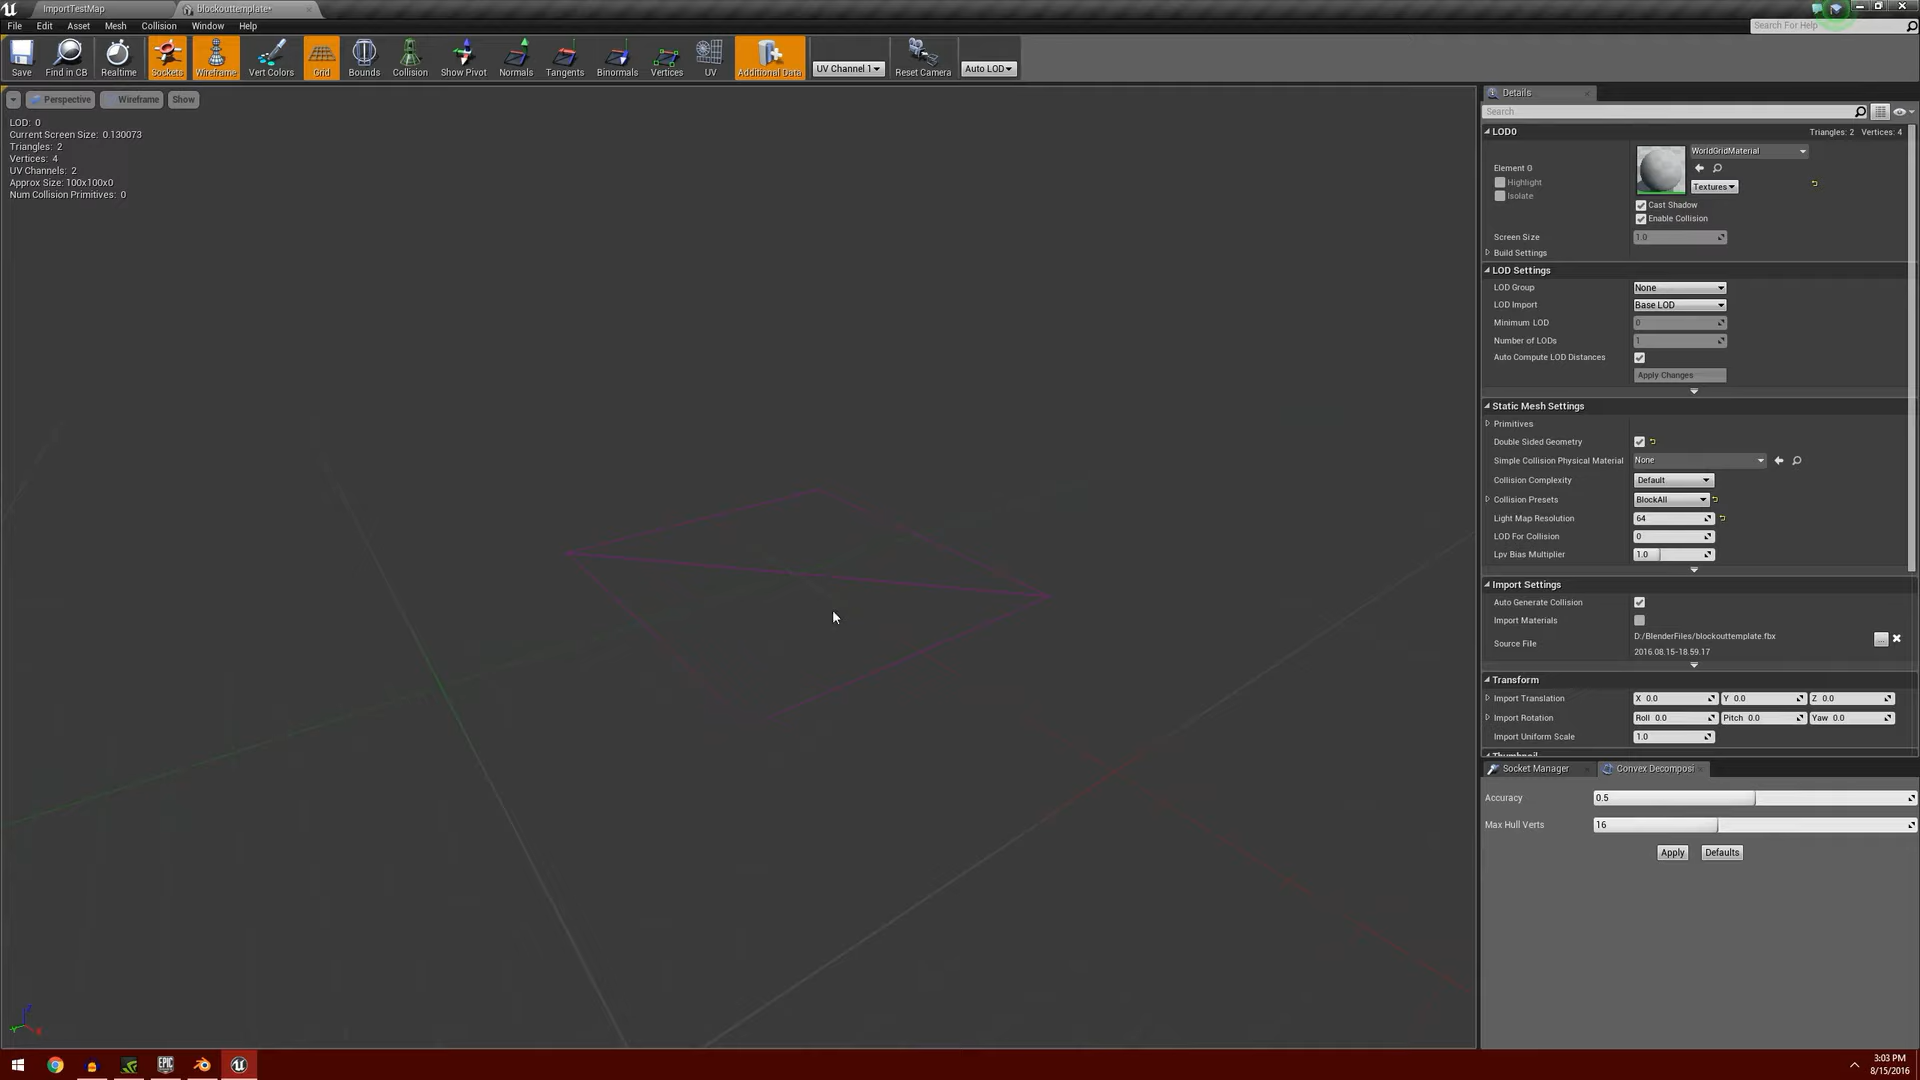 ImportTestMap
blockouttemplate*
File Edit Asset Mesh Collision Window Help
Search For Help
Save Find in CB Realtime Sockets Wireframe Vert Colors Grid Bounds Collision Show Pivot Normals Tangents Binormals Vertices UV Additional Data UV Channel 1 Reset Camera Auto LOD
Perspective Wireframe Show
LOD: 0
Current Screen Size: 0.130073
Triangles: 2
Vertices: 4
UV Channels: 2
Approx Size: 100x100x0
Num Collision Primitives: 0
Details
Search
LOD0 Triangles: 2 Vertices: 4
WorldGridMaterial
Element 0
Highlight
Isolate
Textures
Cast Shadow
Enable Collision
Screen Size 1.0
Build Settings
LOD Settings
LOD Group None
LOD Import Base LOD
Minimum LOD 0
Number of LODs 1
Auto Compute LOD Distances
Apply Changes
Static Mesh Settings
Primitives
Double Sided Geometry
Simple Collision Physical Material None
Collision Complexity Default
Collision Presets BlockAll
Light Map Resolution 64
LOD For Collision 0
Lpv Bias Multiplier 1.0
Import Settings
Auto Generate Collision
Import Materials
Source File D:/BlenderFiles/blockouttemplate.fbx
2016.08.15-18.59.17
Transform
Import Translation X 0.0 Y 0.0 Z 0.0
Import Rotation Roll 0.0 Pitch 0.0 Yaw 0.0
Import Uniform Scale 1.0
Thumbnail
Socket Manager Convex Decomposi
Accuracy 0.5
Max Hull Verts 16
Apply Defaults
EPIC
3:03 PM
8/15/2016